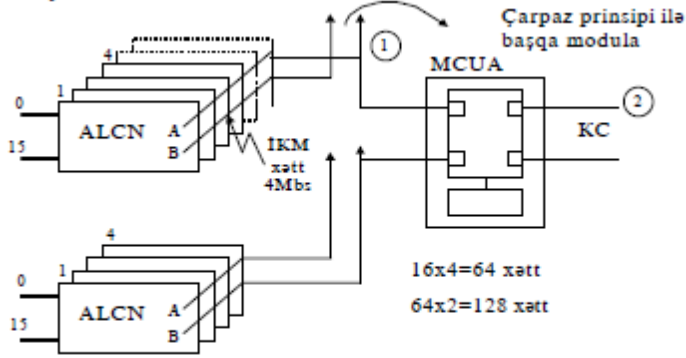 Çarpaz prinsipi ilə
başqa modula
1
MCUA
4
1
0
ALCN
A
B
15
İKM
xətt
4Mbs
2
KC
4
1
0
ALCN
A
B
15
16x4=64 xətt
64x2=128 xətt